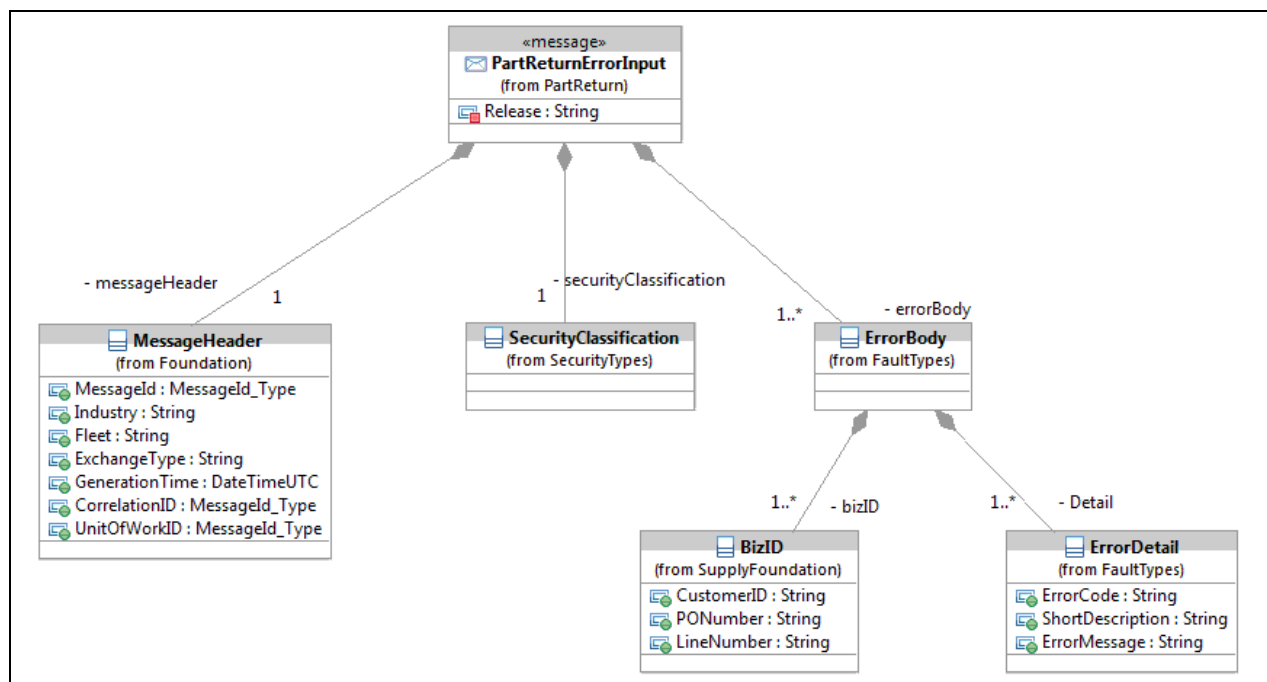 «message»
PartReturnErrorInput
(from PartReturn)
Release : String
- messageHeader
1
- securityClassification
1
- errorBody
1..*
MessageHeader
(from Foundation)
MessageId : MessageId_Type
Industry : String
Fleet : String
ExchangeType : String
GenerationTime : DateTimeUTC
CorrelationID : MessageId_Type
UnitOfWorkID : MessageId_Type
SecurityClassification
(from SecurityTypes)
ErrorBody
(from FaultTypes)
1..*
- bizID
1..*
- Detail
BizID
(from SupplyFoundation)
CustomerID : String
PONumber : String
LineNumber : String
ErrorDetail
(from FaultTypes)
ErrorCode : String
ShortDescription : String
ErrorMessage : String